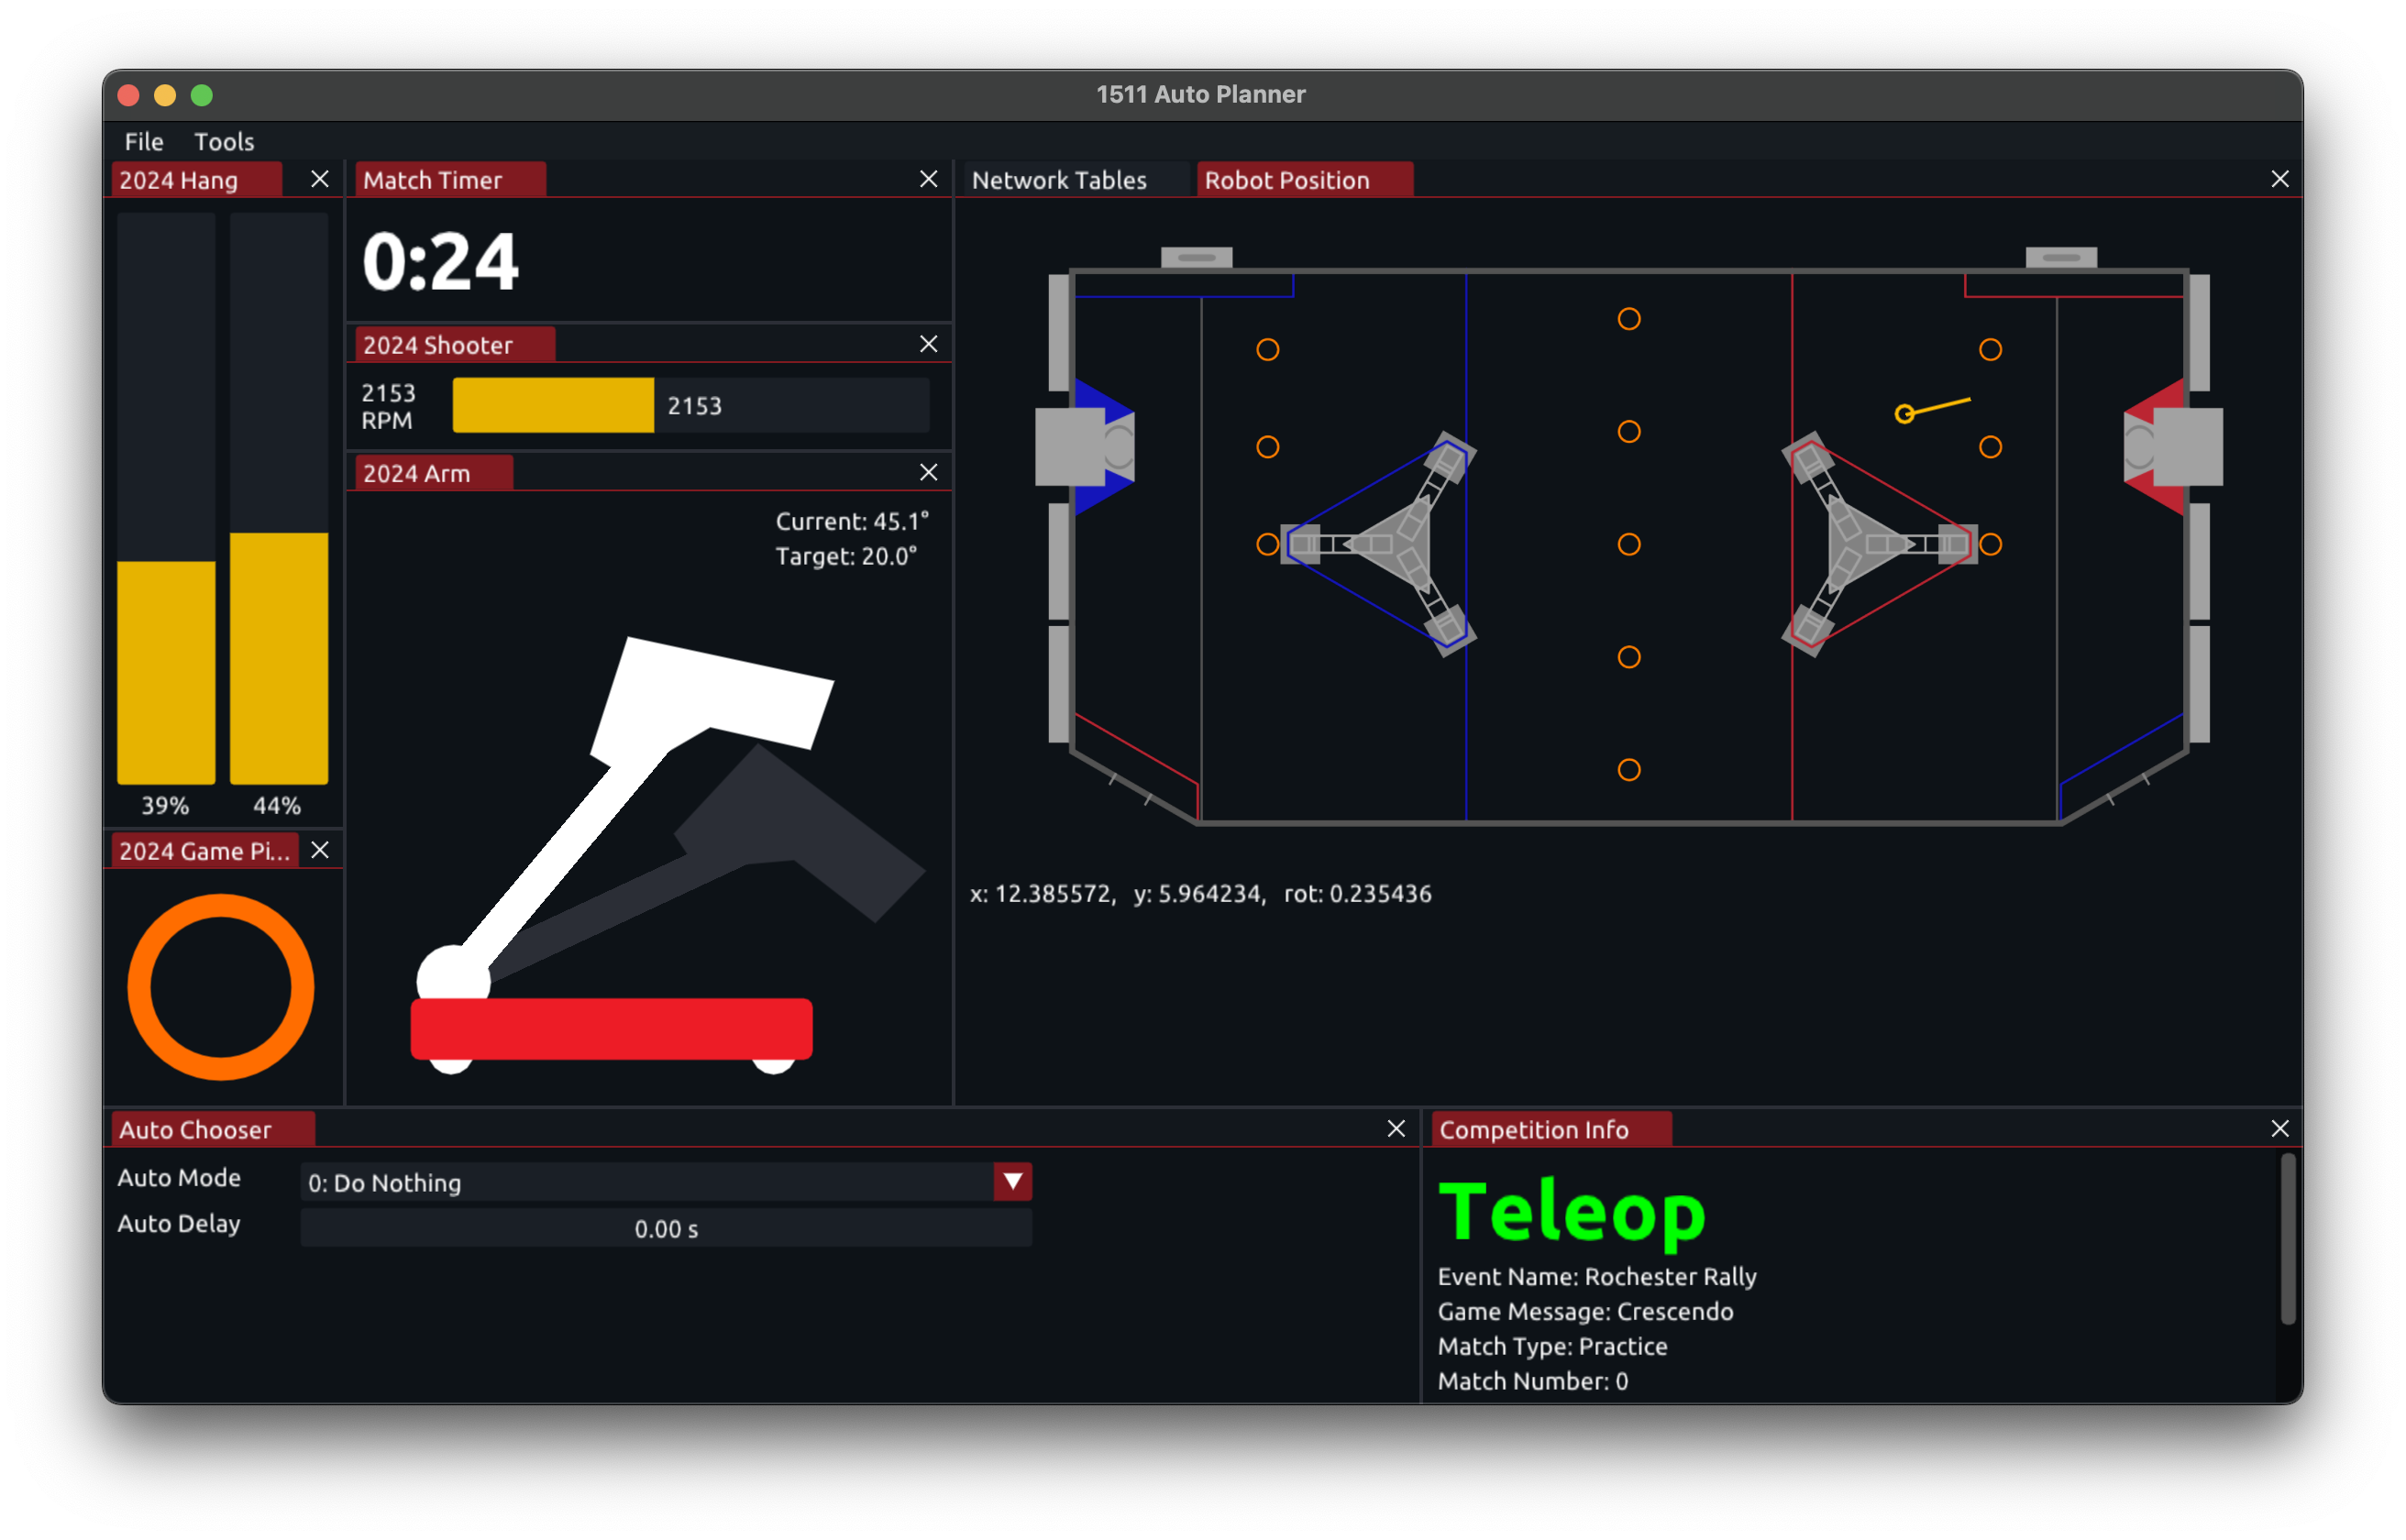 1511 Auto Planner
File Tools
2024 Hang
39% 44%
2024 Game Pi...
Match Timer
0:24
2024 Shooter
2153
RPM
2153
2024 Arm
Current: 45.1°
Target: 20.0°
Network Tables Robot Position
x: 12.385572, y: 5.964234, rot: 0.235436
Auto Chooser
Auto Mode 0: Do Nothing
Auto Delay 0.00 s
Competition Info
Teleop
Event Name: Rochester Rally
Game Message: Crescendo
Match Type: Practice
Match Number: 0